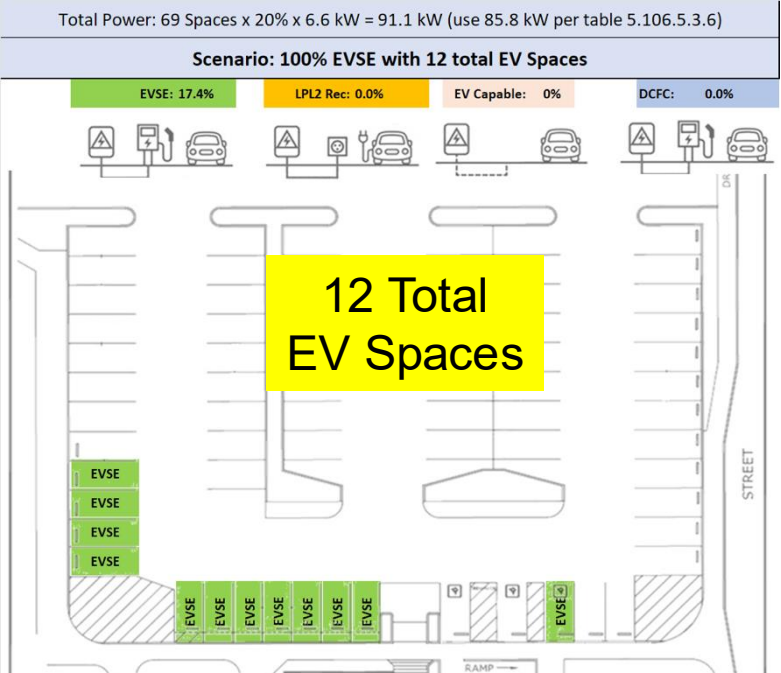 Total Power: 69 Spaces x 20% x 6.6 kW = 91.1 kW (use 85.8 kW per table 5.106.5.3.6)
Scenario: 100% EVSE with 12 total EV Spaces
EVSE: 17.4%
LPL2 Rec: 0.0%
EV Capable: 0%
DCFC: 0.0%
DR
12 Total
EV Spaces
STREET
EVSE
EVSE
EVSE
EVSE
EVSE
EVSE
EVSE
EVSE
EVSE
EVSE
EVSE
EVSE
RAMP